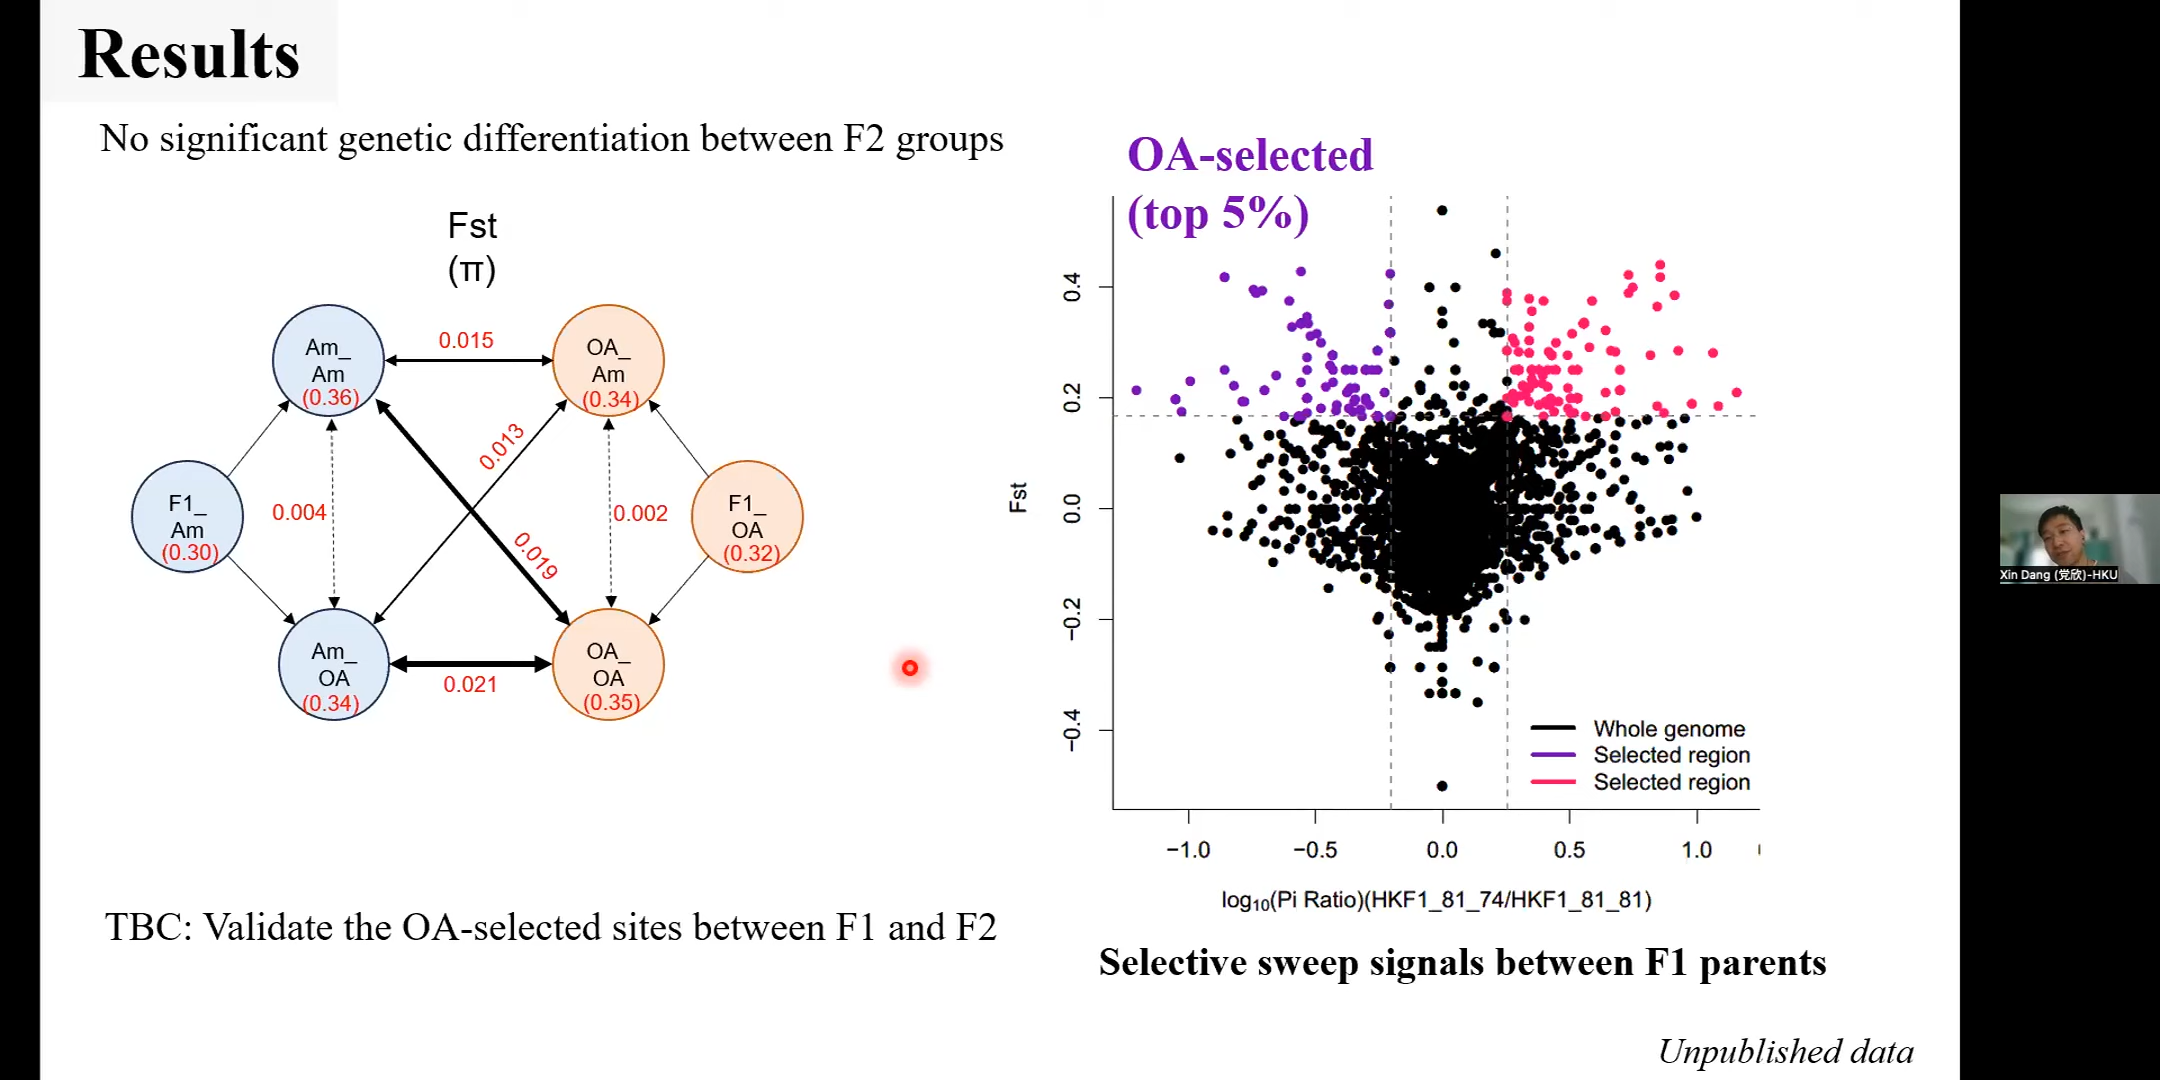 Results
No significant genetic differentiation between F2 groups
Fst
(π)
Am_
Am
(0.36)
0.015
OA_
Am
(0.34)
0.013
F1_
Am
(0.30)
0.004
0.019
0.002
F1_
OA
(0.32)
Am_
OA
(0.34)
0.021
OA_
OA
(0.35)
TBC: Validate the OA-selected sites between F1 and F2
OA-selected
(top 5%)
Fst
0.4
0.2
0.0
−0.2
−0.4
Whole genome
Selected region
Selected region
−1.0 −0.5 0.0 0.5 1.0
log₁₀(Pi Ratio)(HKF1_81_74/HKF1_81_81)
Selective sweep signals between F1 parents
Unpublished data
Xin Dang (党欣)-HKU